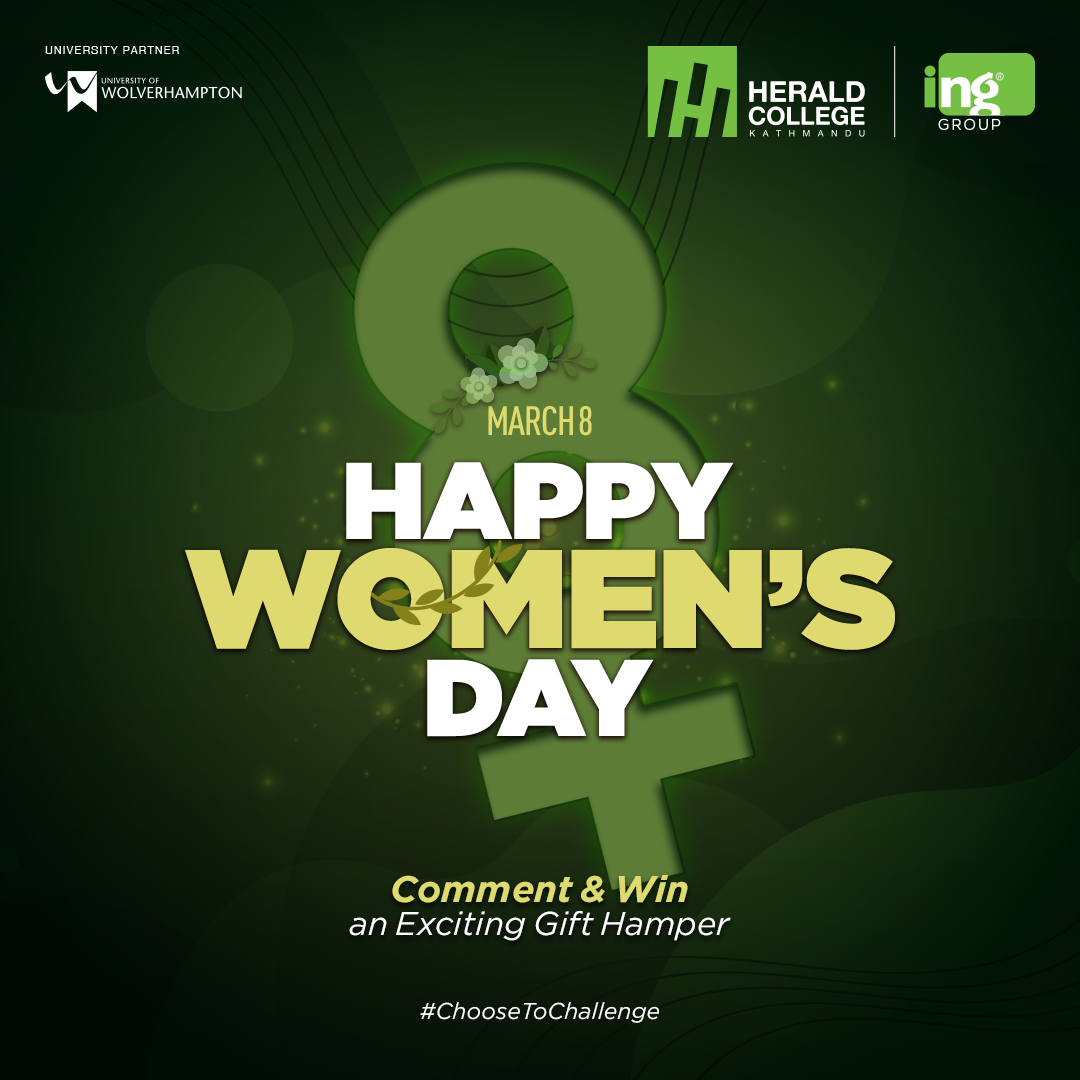 UNIVERSITY PARTNER
UNIVERSITY OF
WOLVERHAMPTON
HERALD
COLLEGE
KATHMANDU
ing®
GROUP
MARCH 8
HAPPY
WOMEN'S
DAY
Comment & Win
an Exciting Gift Hamper
#ChooseToChallenge